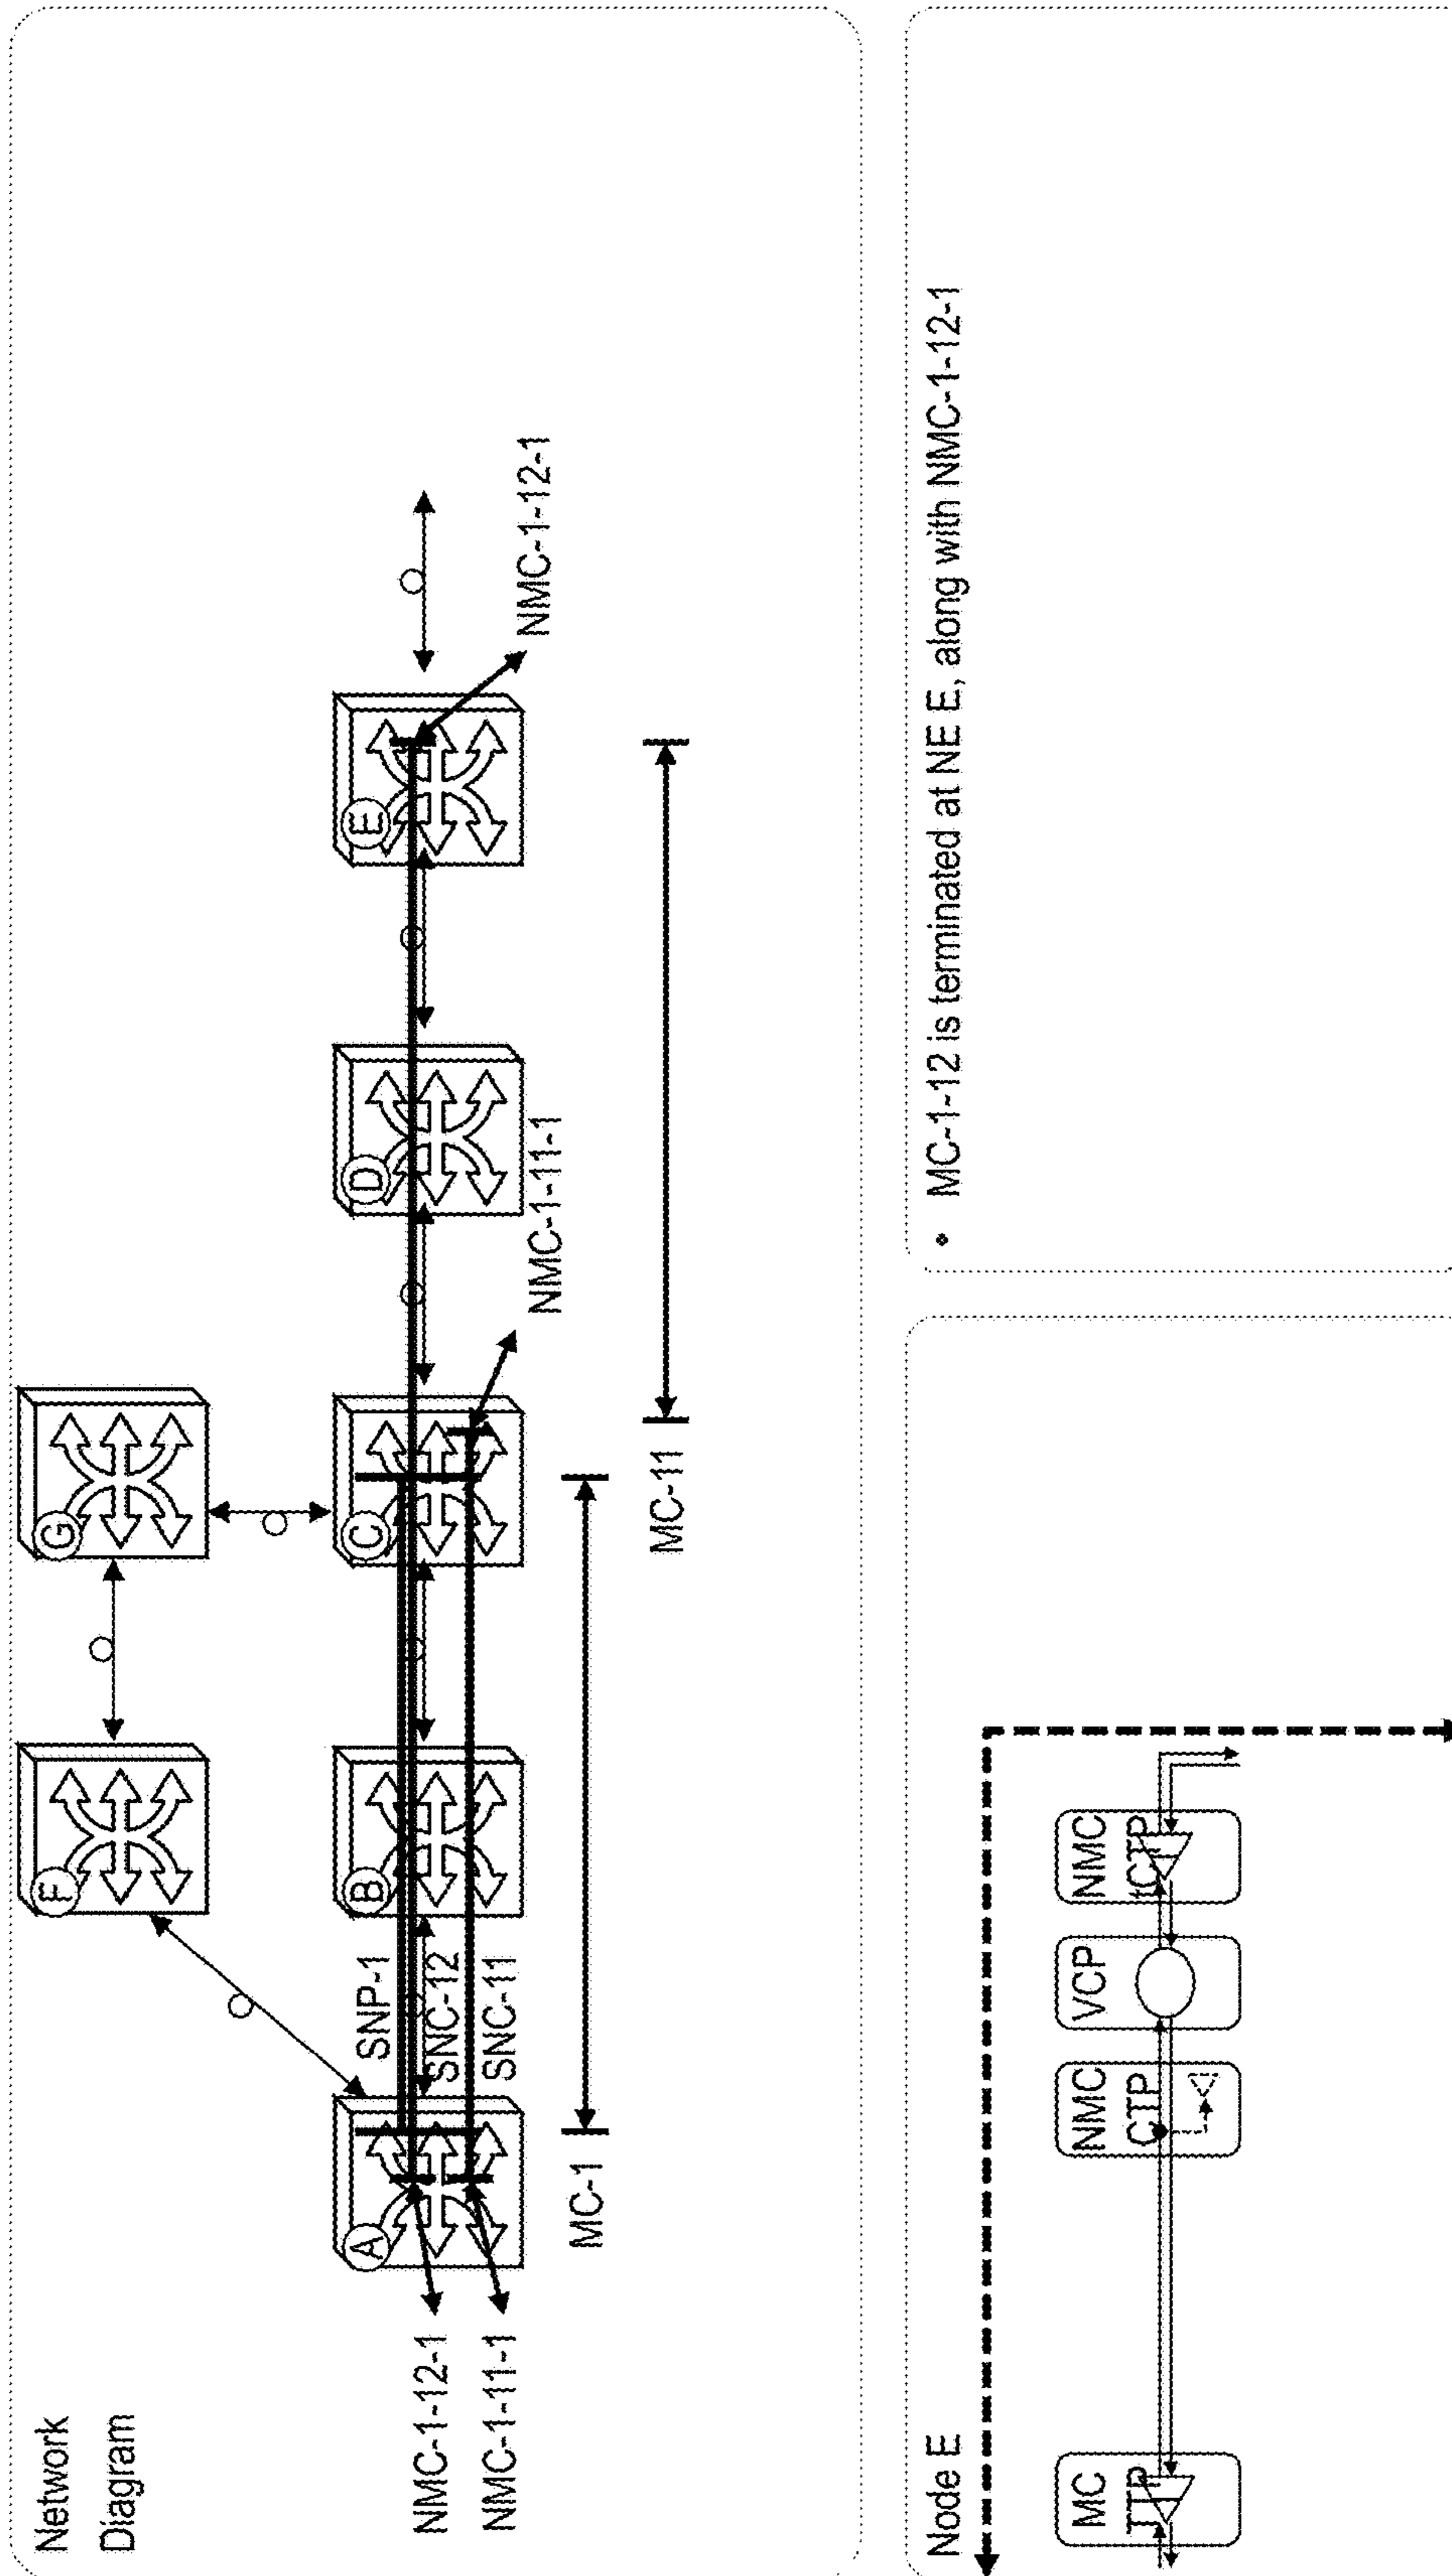 Network
Diagram
F
G
A
B
C
D
E
SNP-1
SNC-12
SNC-11
NMC-1-12-1
NMC-1-11-1
NMC-1-11-1
NMC-1-12-1
MC-1
MC-11
Node E
MC
TTP
NMC
CTP
VCP
NMC
tCTP
• MC-1-12 is terminated at NE E, along with NMC-1-12-1